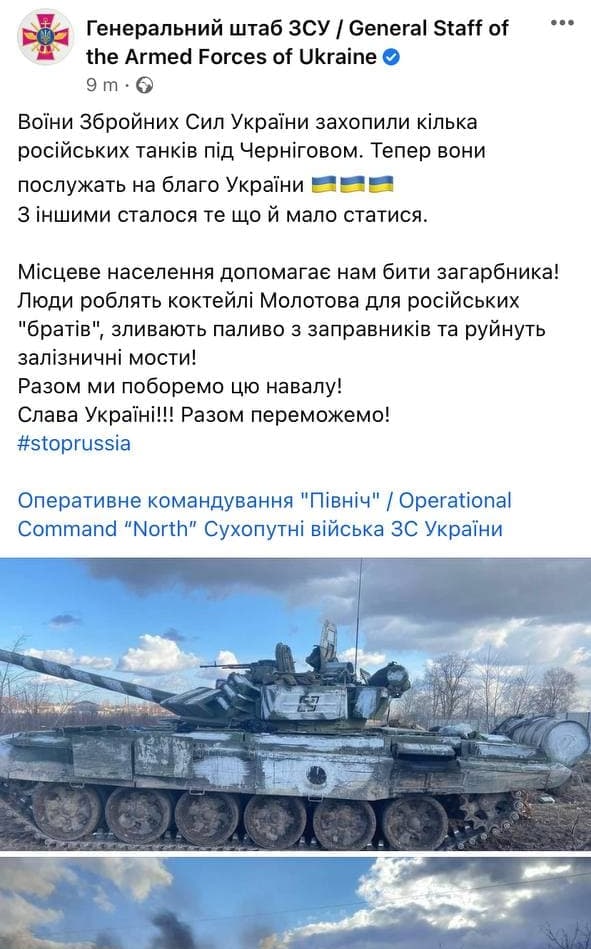 Генеральний штаб ЗСУ / General Staff of
the Armed Forces of Ukraine
9 m ·
Воїни Збройних Сил України захопили кілька
російських танків під Черніговом. Тепер вони
послужать на благо України 🇺🇦🇺🇦🇺🇦
З іншими сталося те що й мало статися.
Місцеве населення допомагає нам бити загарбника!
Люди роблять коктейлі Молотова для російських
"братів", зливають паливо з заправників та руйнуть
залізничні мости!
Разом ми поборемо цю навалу!
Слава Україні!!! Разом переможемо!
#stoprussia
Оперативне командування "Північ" / Operational
Command “North” Сухопутні війська ЗС України